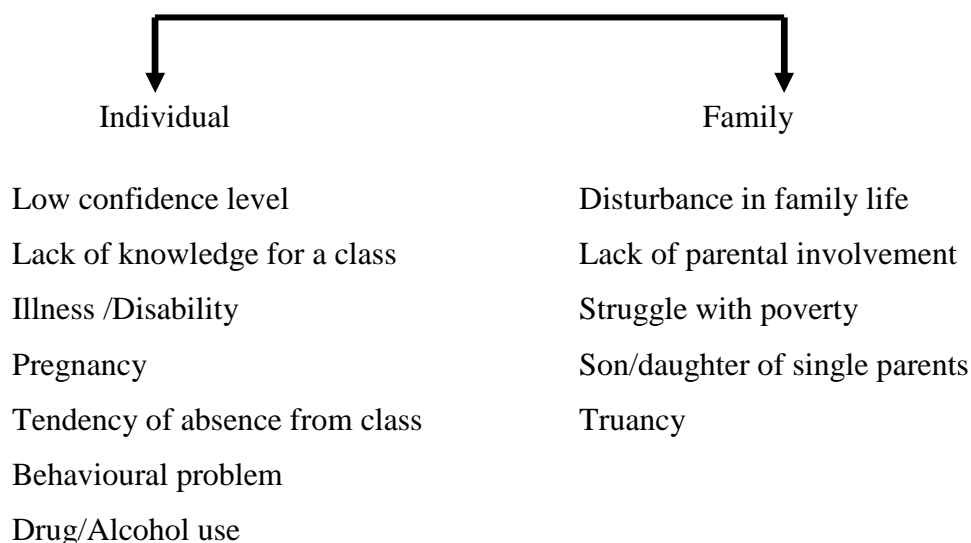 Individual
Family
Low confidence level
Lack of knowledge for a class
Illness /Disability
Pregnancy
Tendency of absence from class
Behavioural problem
Drug/Alcohol use
Disturbance in family life
Lack of parental involvement
Struggle with poverty
Son/daughter of single parents
Truancy